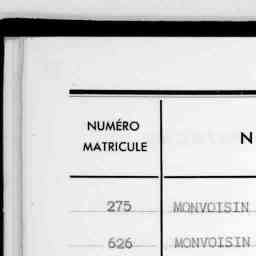 NUMÉRO
MATRICULE
N
275 MONVOISIN
626 MONVOISIN